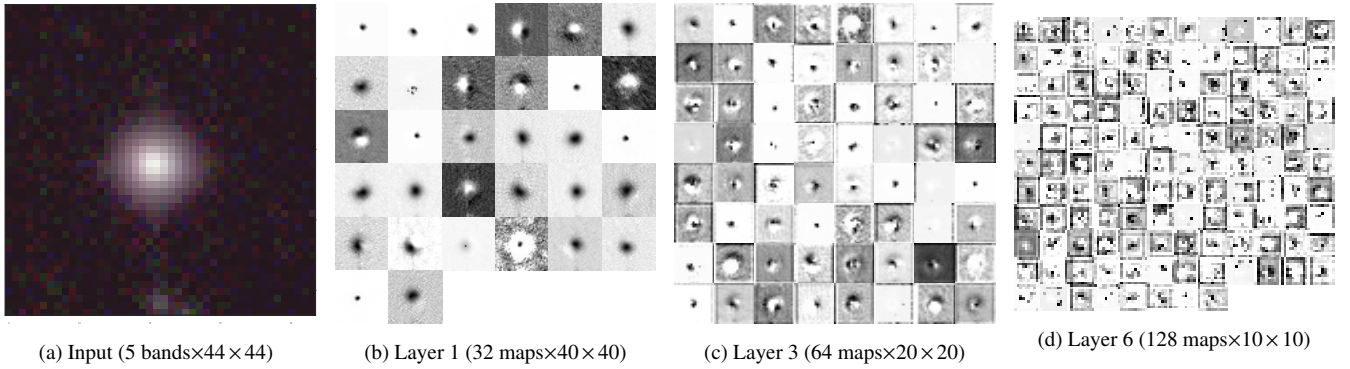 (a) Input (5 bands×44×44)
(b) Layer 1 (32 maps×40×40)
(c) Layer 3 (64 maps×20×20)
(d) Layer 6 (128 maps×10×10)